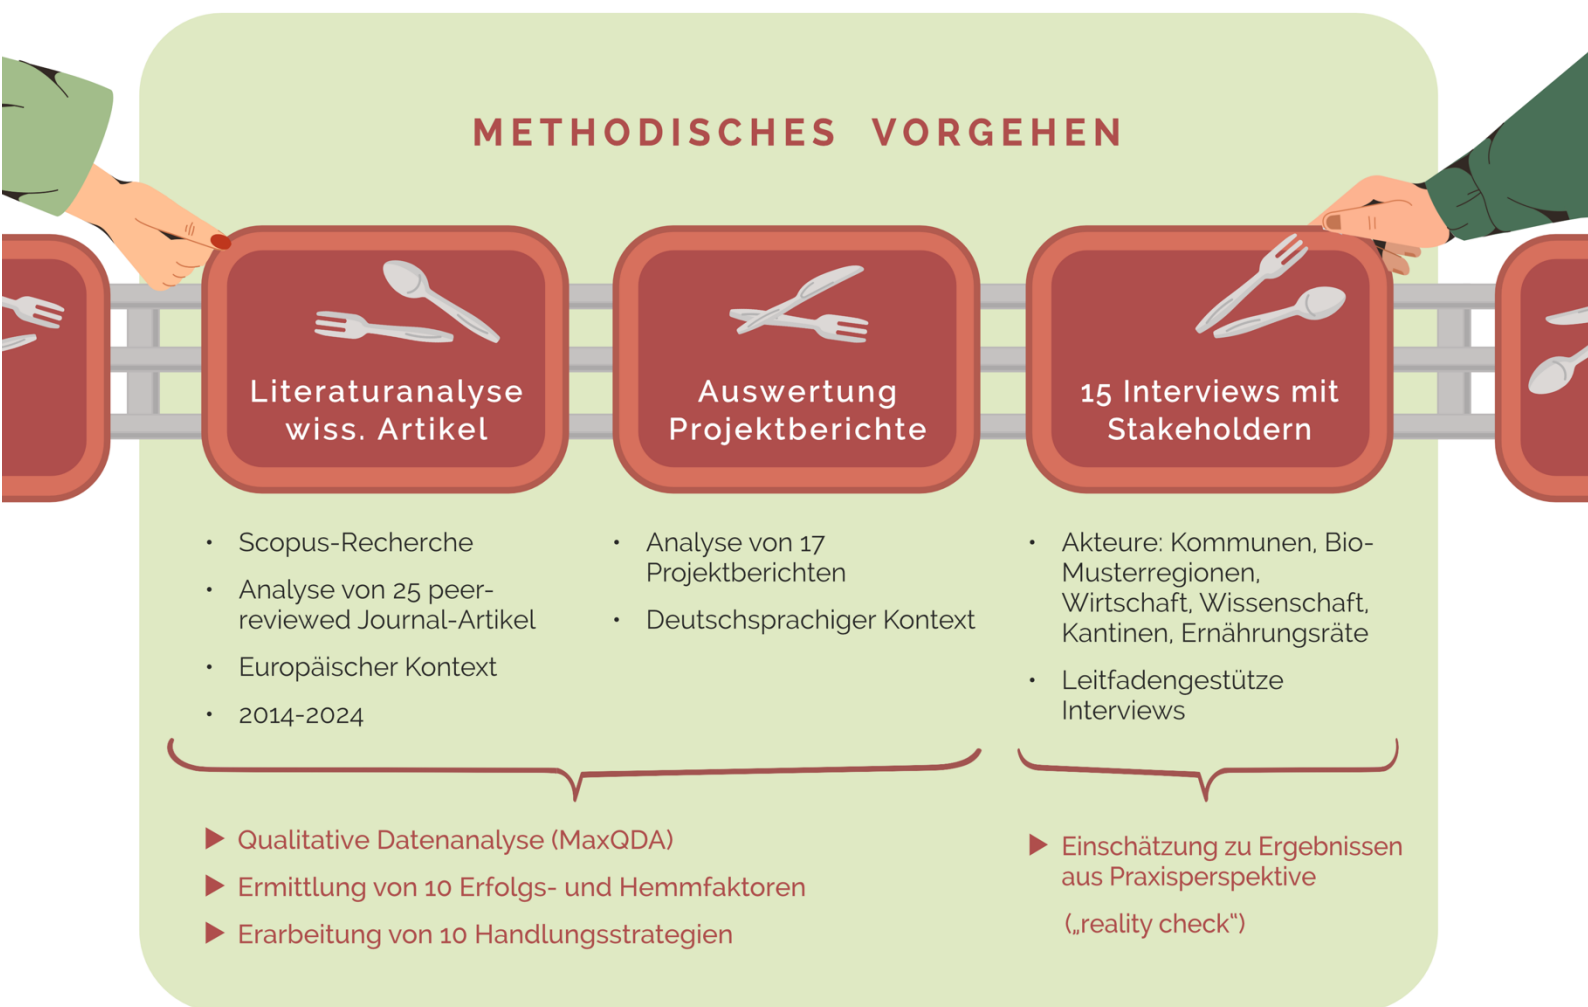 METHODISCHES VORGEHEN
Literaturanalyse
wiss. Artikel
• Scopus-Recherche
• Analyse von 25 peer-
reviewed Journal-Artikel
• Europäischer Kontext
• 2014-2024
Auswertung
Projektberichte
• Analyse von 17
Projektberichten
• Deutschsprachiger Kontext
15 Interviews mit
Stakeholdern
• Akteure: Kommunen, Bio-
Musterregionen,
Wirtschaft, Wissenschaft,
Kantinen, Ernährungsräte
• Leitfadengestütze
Interviews
▶ Qualitative Datenanalyse (MaxQDA)
▶ Ermittlung von 10 Erfolgs- und Hemmfaktoren
▶ Erarbeitung von 10 Handlungsstrategien
▶ Einschätzung zu Ergebnissen
aus Praxisperspektive
(„reality check“)